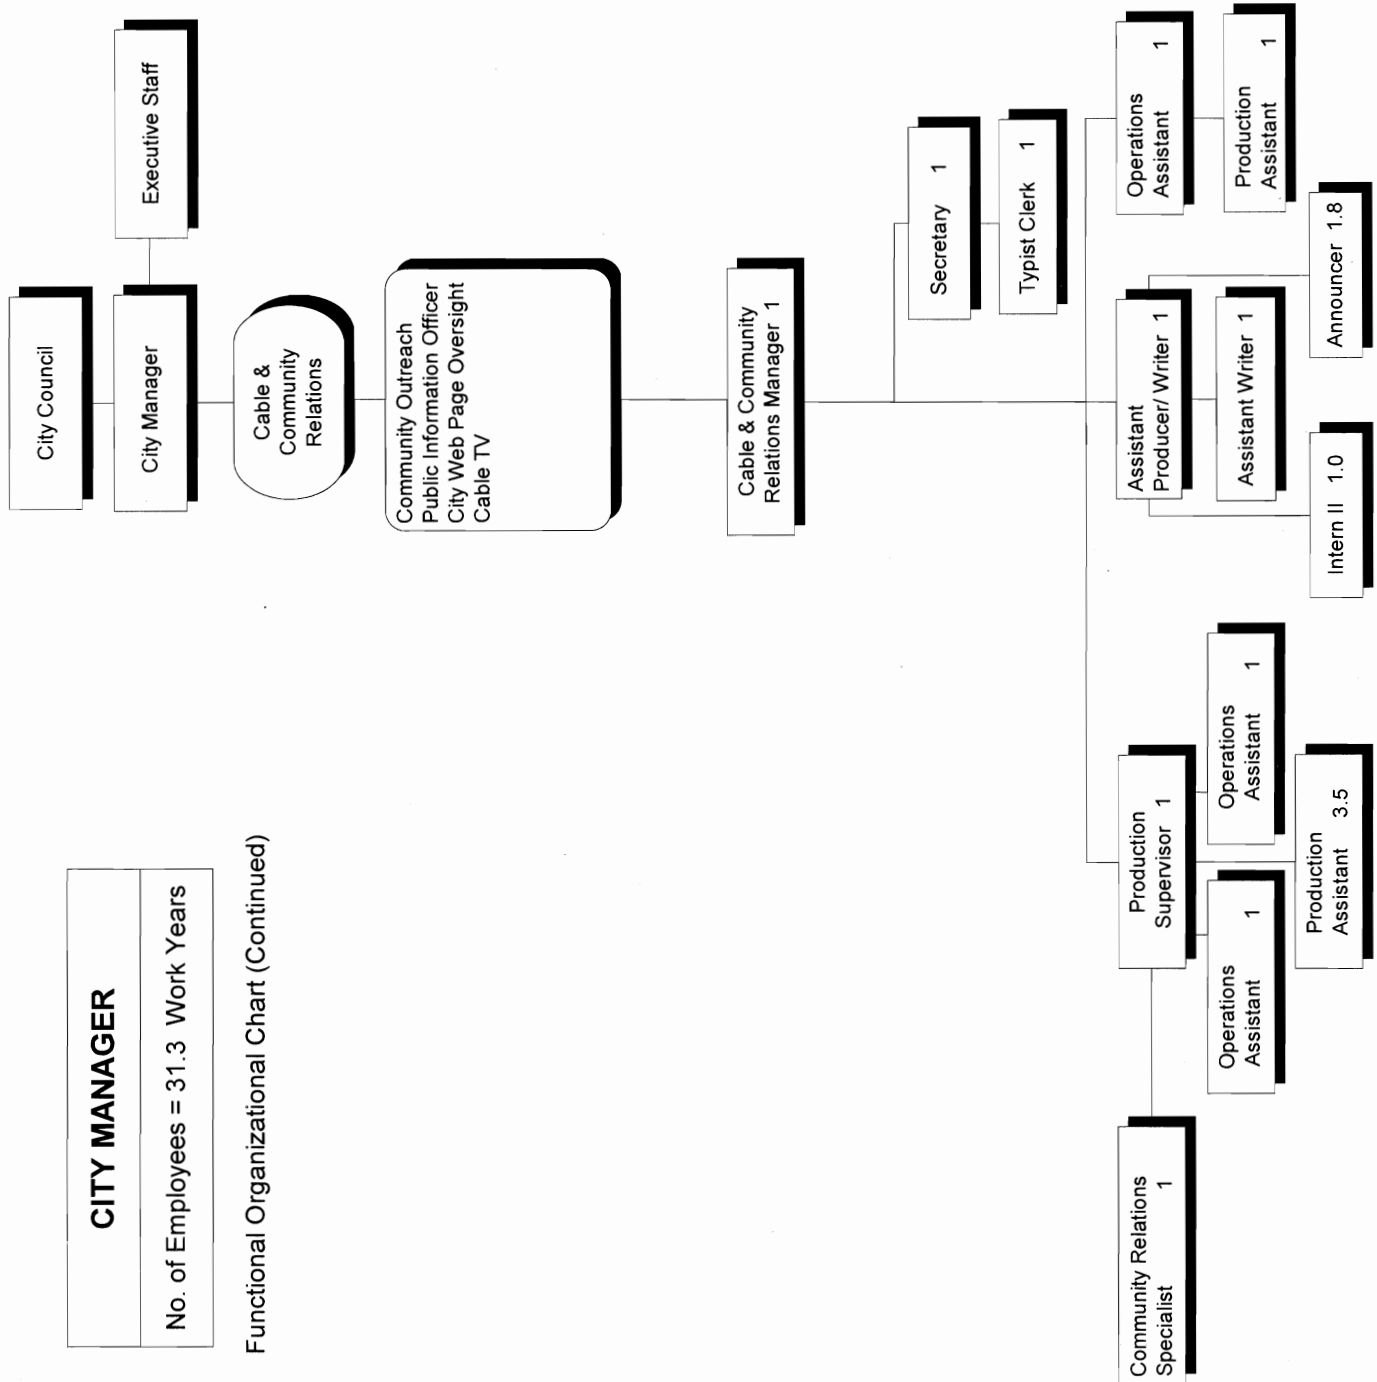 CITY MANAGER
No. of Employees = 31.3 Work Years
Functional Organizational Chart (Continued)
City Council
City Manager
Executive Staff
Cable &
Community
Relations
Community Outreach
Public Information Officer
City Web Page Oversight
Cable TV
Cable & Community
Relations Manager 1
Secretary 1
Typist Clerk 1
Community Relations
Specialist 1
Production
Supervisor 1
Operations
Assistant 1
Operations
Assistant 1
Production
Assistant 3.5
Assistant
Producer/ Writer 1
Assistant Writer 1
Intern II 1.0
Announcer 1.8
Operations
Assistant 1
Production
Assistant 1